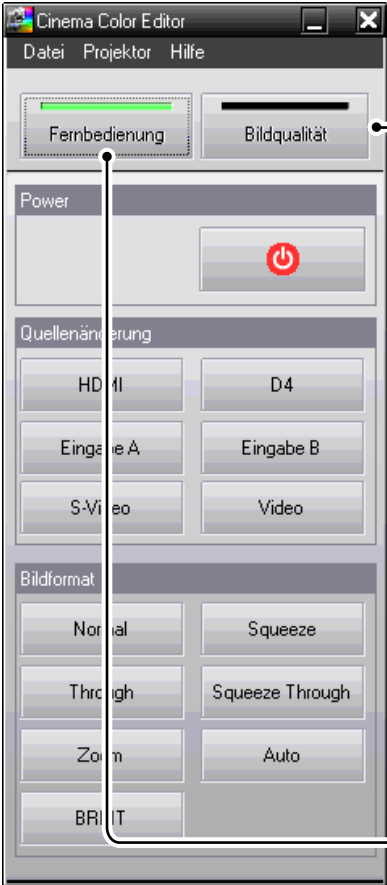 Cinema Color Editor
Datei Projektor Hilfe
Fernbedienung Bildqualität
Power
Quellenänderung
HDMI D4
Eingabe A Eingabe B
S-Video Video
Bildformat
Normal Squeeze
Through Squeeze Through
Zoom Auto